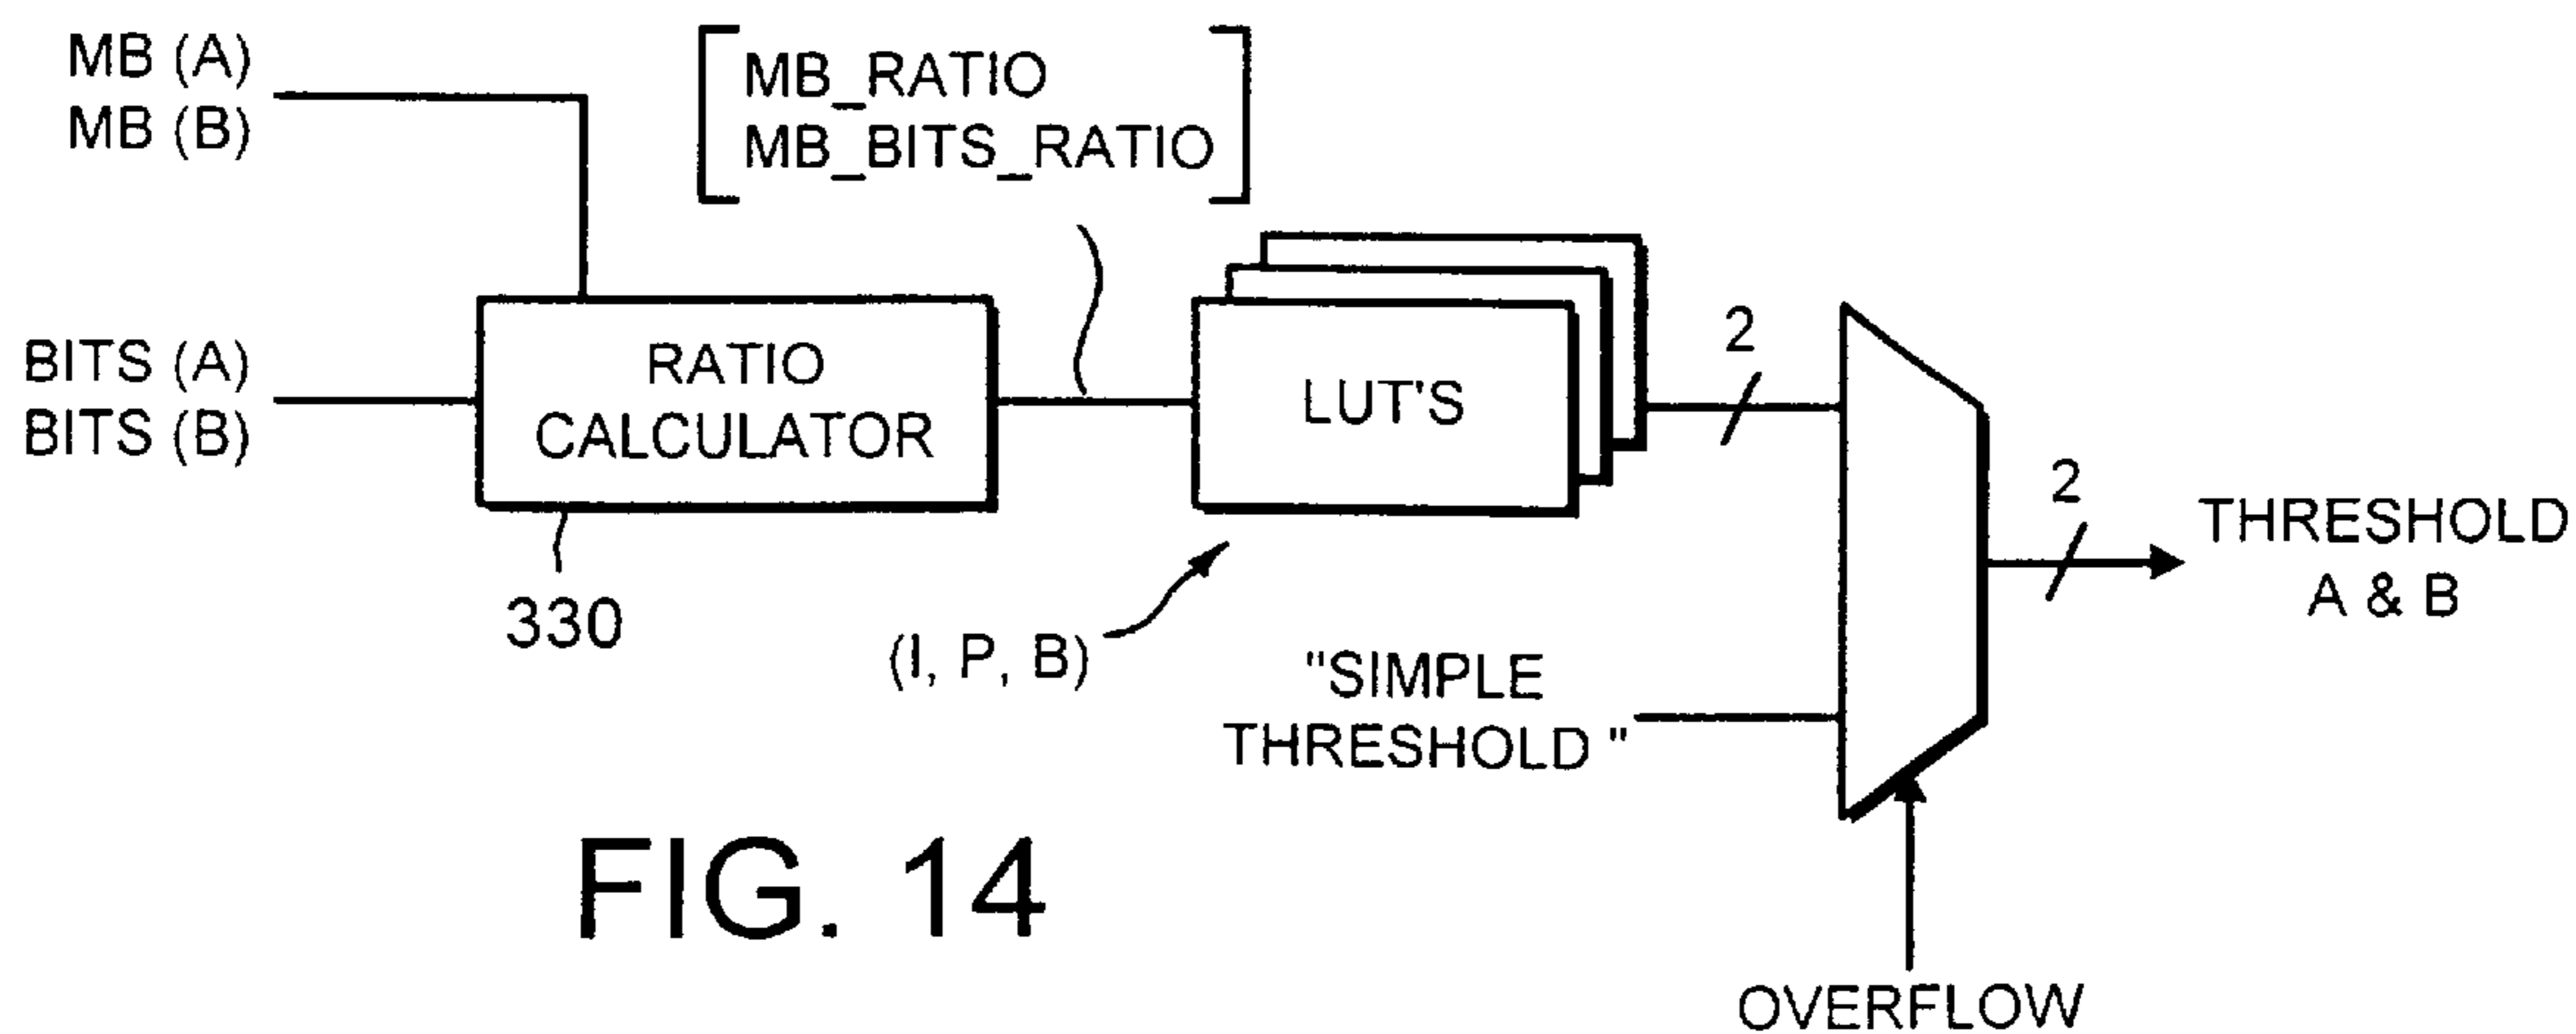 MB (A)
MB (B)
MB_RATIO
MB_BITS_RATIO
BITS (A)
BITS (B)
RATIO
CALCULATOR
330
LUT'S
(I, P, B)
2
"SIMPLE
THRESHOLD "
2
THRESHOLD
A & B
OVERFLOW
FIG. 14